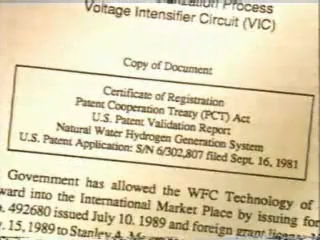 Process
Voltage Intensifier Circuit (VIC)
Copy of Document
Certificate of Registration
Patent Cooperation Treaty (PCT) Act
U.S. Patent Validation Report
Natural Water Hydrogen Generation System
U.S. Patent Application: S/N 6/302,807 filed Sept. 16, 1981
Government has allowed the WFC Technology of
ward into the International Market Place by issuing for
. 492680 issued July 10. 1989 and foreign grant
. 15, 1989 to Stanley A.